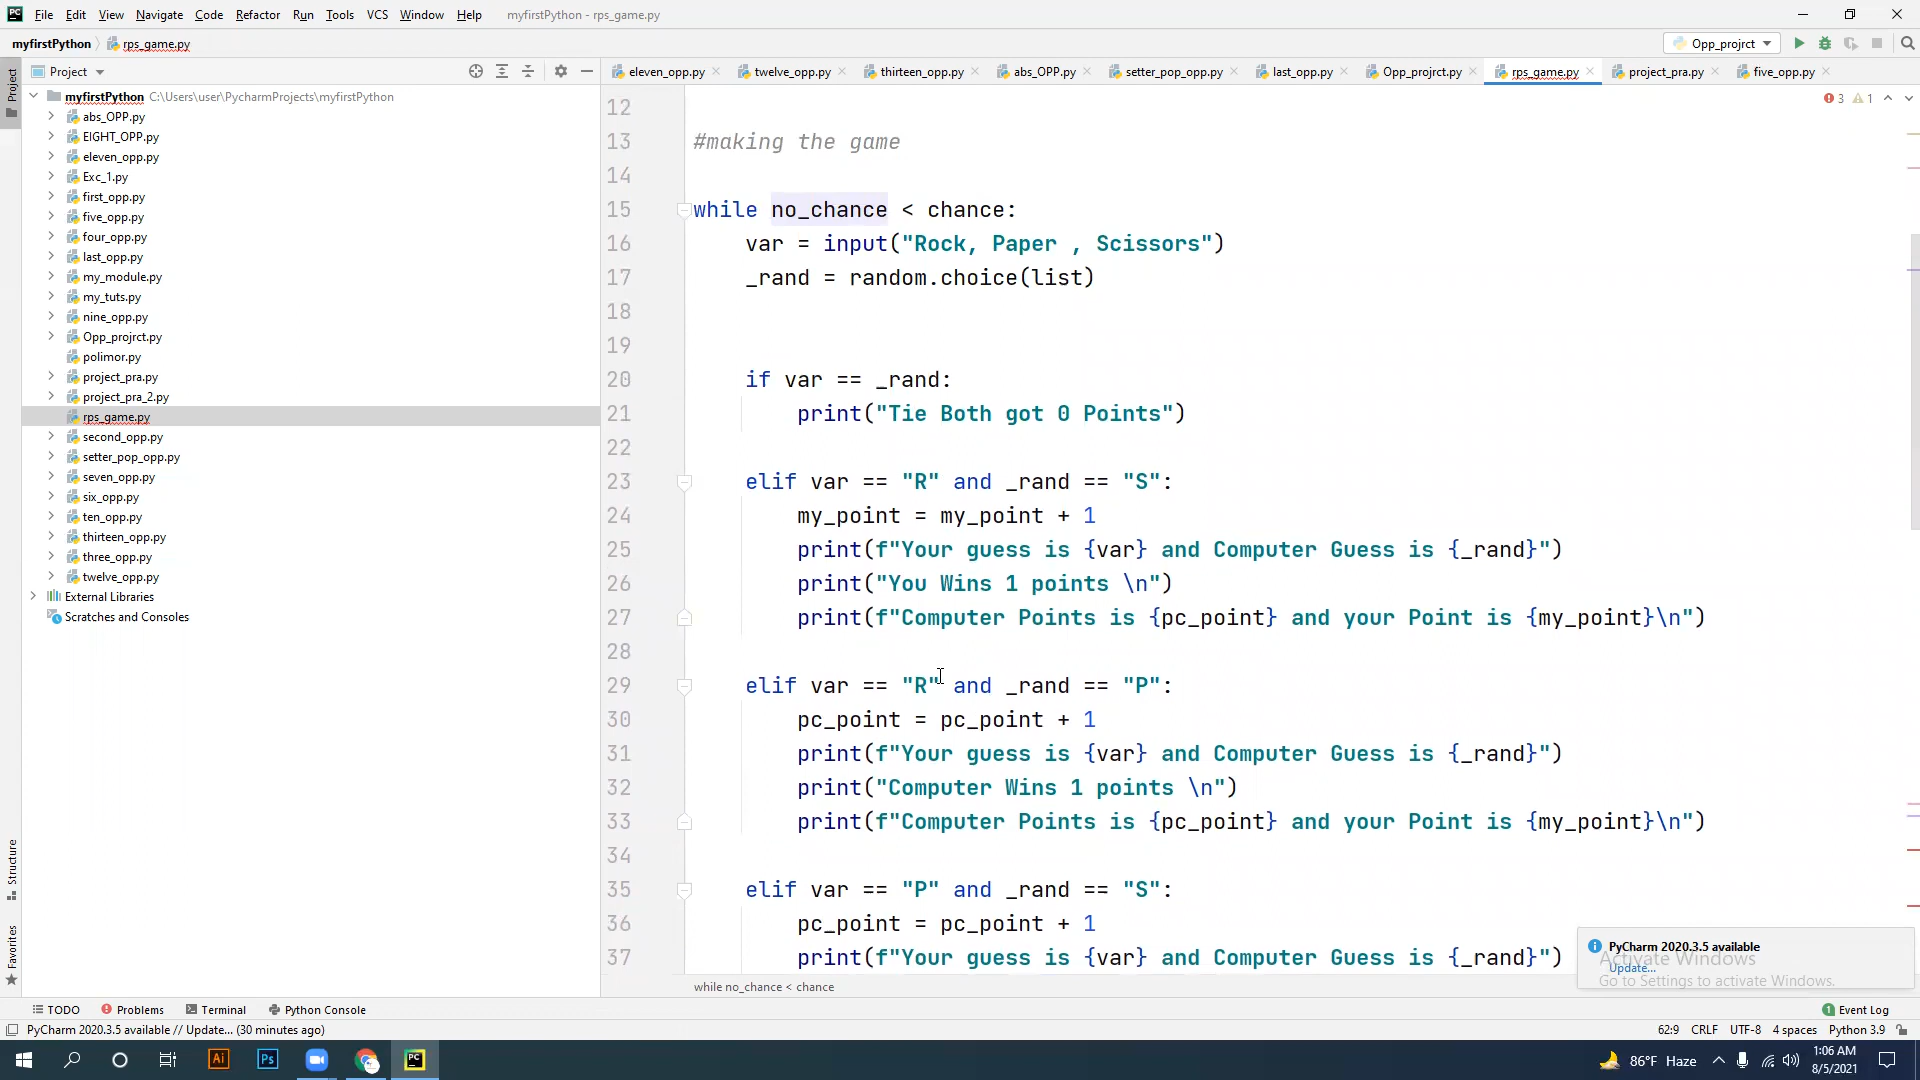 File Edit View Navigate Code Refactor Run Tools VCS Window Help myfirstPython - rps_game.py
myfirstPython rps_game.py Opp_projrct
Project
Project
eleven_opp.py twelve_opp.py thirteen_opp.py abs_OPP.py setter_pop_opp.py last_opp.py Opp_projrct.py rps_game.py project_pra.py five_opp.py
myfirstPython C:\Users\user\PycharmProjects\myfirstPython
abs_OPP.py
EIGHT_OPP.py
eleven_opp.py
Exc_1.py
first_opp.py
five_opp.py
four_opp.py
last_opp.py
my_module.py
my_tuts.py
nine_opp.py
Opp_projrct.py
polimor.py
project_pra.py
project_pra_2.py
rps_game.py
second_opp.py
setter_pop_opp.py
seven_opp.py
six_opp.py
ten_opp.py
thirteen_opp.py
three_opp.py
twelve_opp.py
External Libraries
Scratches and Consoles
Structure
Favorites
3 1
12
13 #making the game
14
15 while no_chance < chance:
16 var = input("Rock, Paper , Scissors")
17 _rand = random.choice(list)
18
19
20 if var == _rand:
21 print("Tie Both got 0 Points")
22
23 elif var == "R" and _rand == "S":
24 my_point = my_point + 1
25 print(f"Your guess is {var} and Computer Guess is {_rand}")
26 print("You Wins 1 points \n")
27 print(f"Computer Points is {pc_point} and your Point is {my_point}\n")
28
29 elif var == "R" and _rand == "P":
30 pc_point = pc_point + 1
31 print(f"Your guess is {var} and Computer Guess is {_rand}")
32 print("Computer Wins 1 points \n")
33 print(f"Computer Points is {pc_point} and your Point is {my_point}\n")
34
35 elif var == "P" and _rand == "S":
36 pc_point = pc_point + 1
37 print(f"Your guess is {var} and Computer Guess is {_rand}")
while no_chance < chance
PyCharm 2020.3.5 available
Activate Windows
Update...
Go to Settings to activate Windows.
TODO Problems Terminal Python Console 1 Event Log
PyCharm 2020.3.5 available // Update... (30 minutes ago) 62:9 CRLF UTF-8 4 spaces Python 3.9
Ai Ps PC 86°F Haze 1:06 AM
8/5/2021